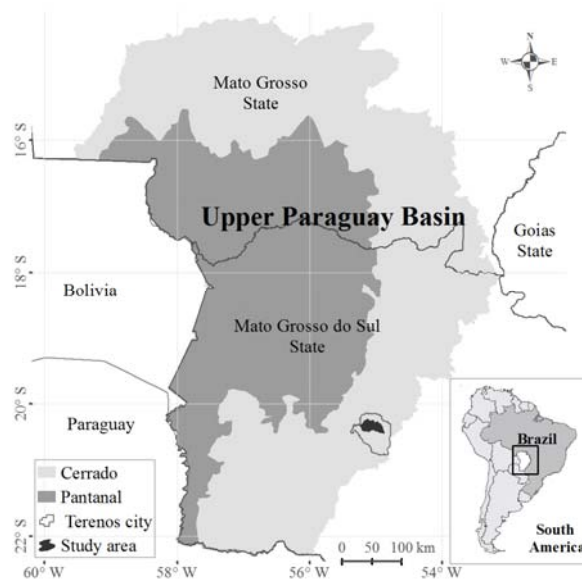 N
W E
S
Mato Grosso
State
16° S
Upper Paraguay Basin
Goias
State
18° S
Bolivia
Mato Grosso do Sul
State
20° S
Paraguay
Cerrado
Pantanal
Terenos city
Study area
Brazil
South
America
22° S
0 50 100 km
60° W 58° W 56° W 54° W